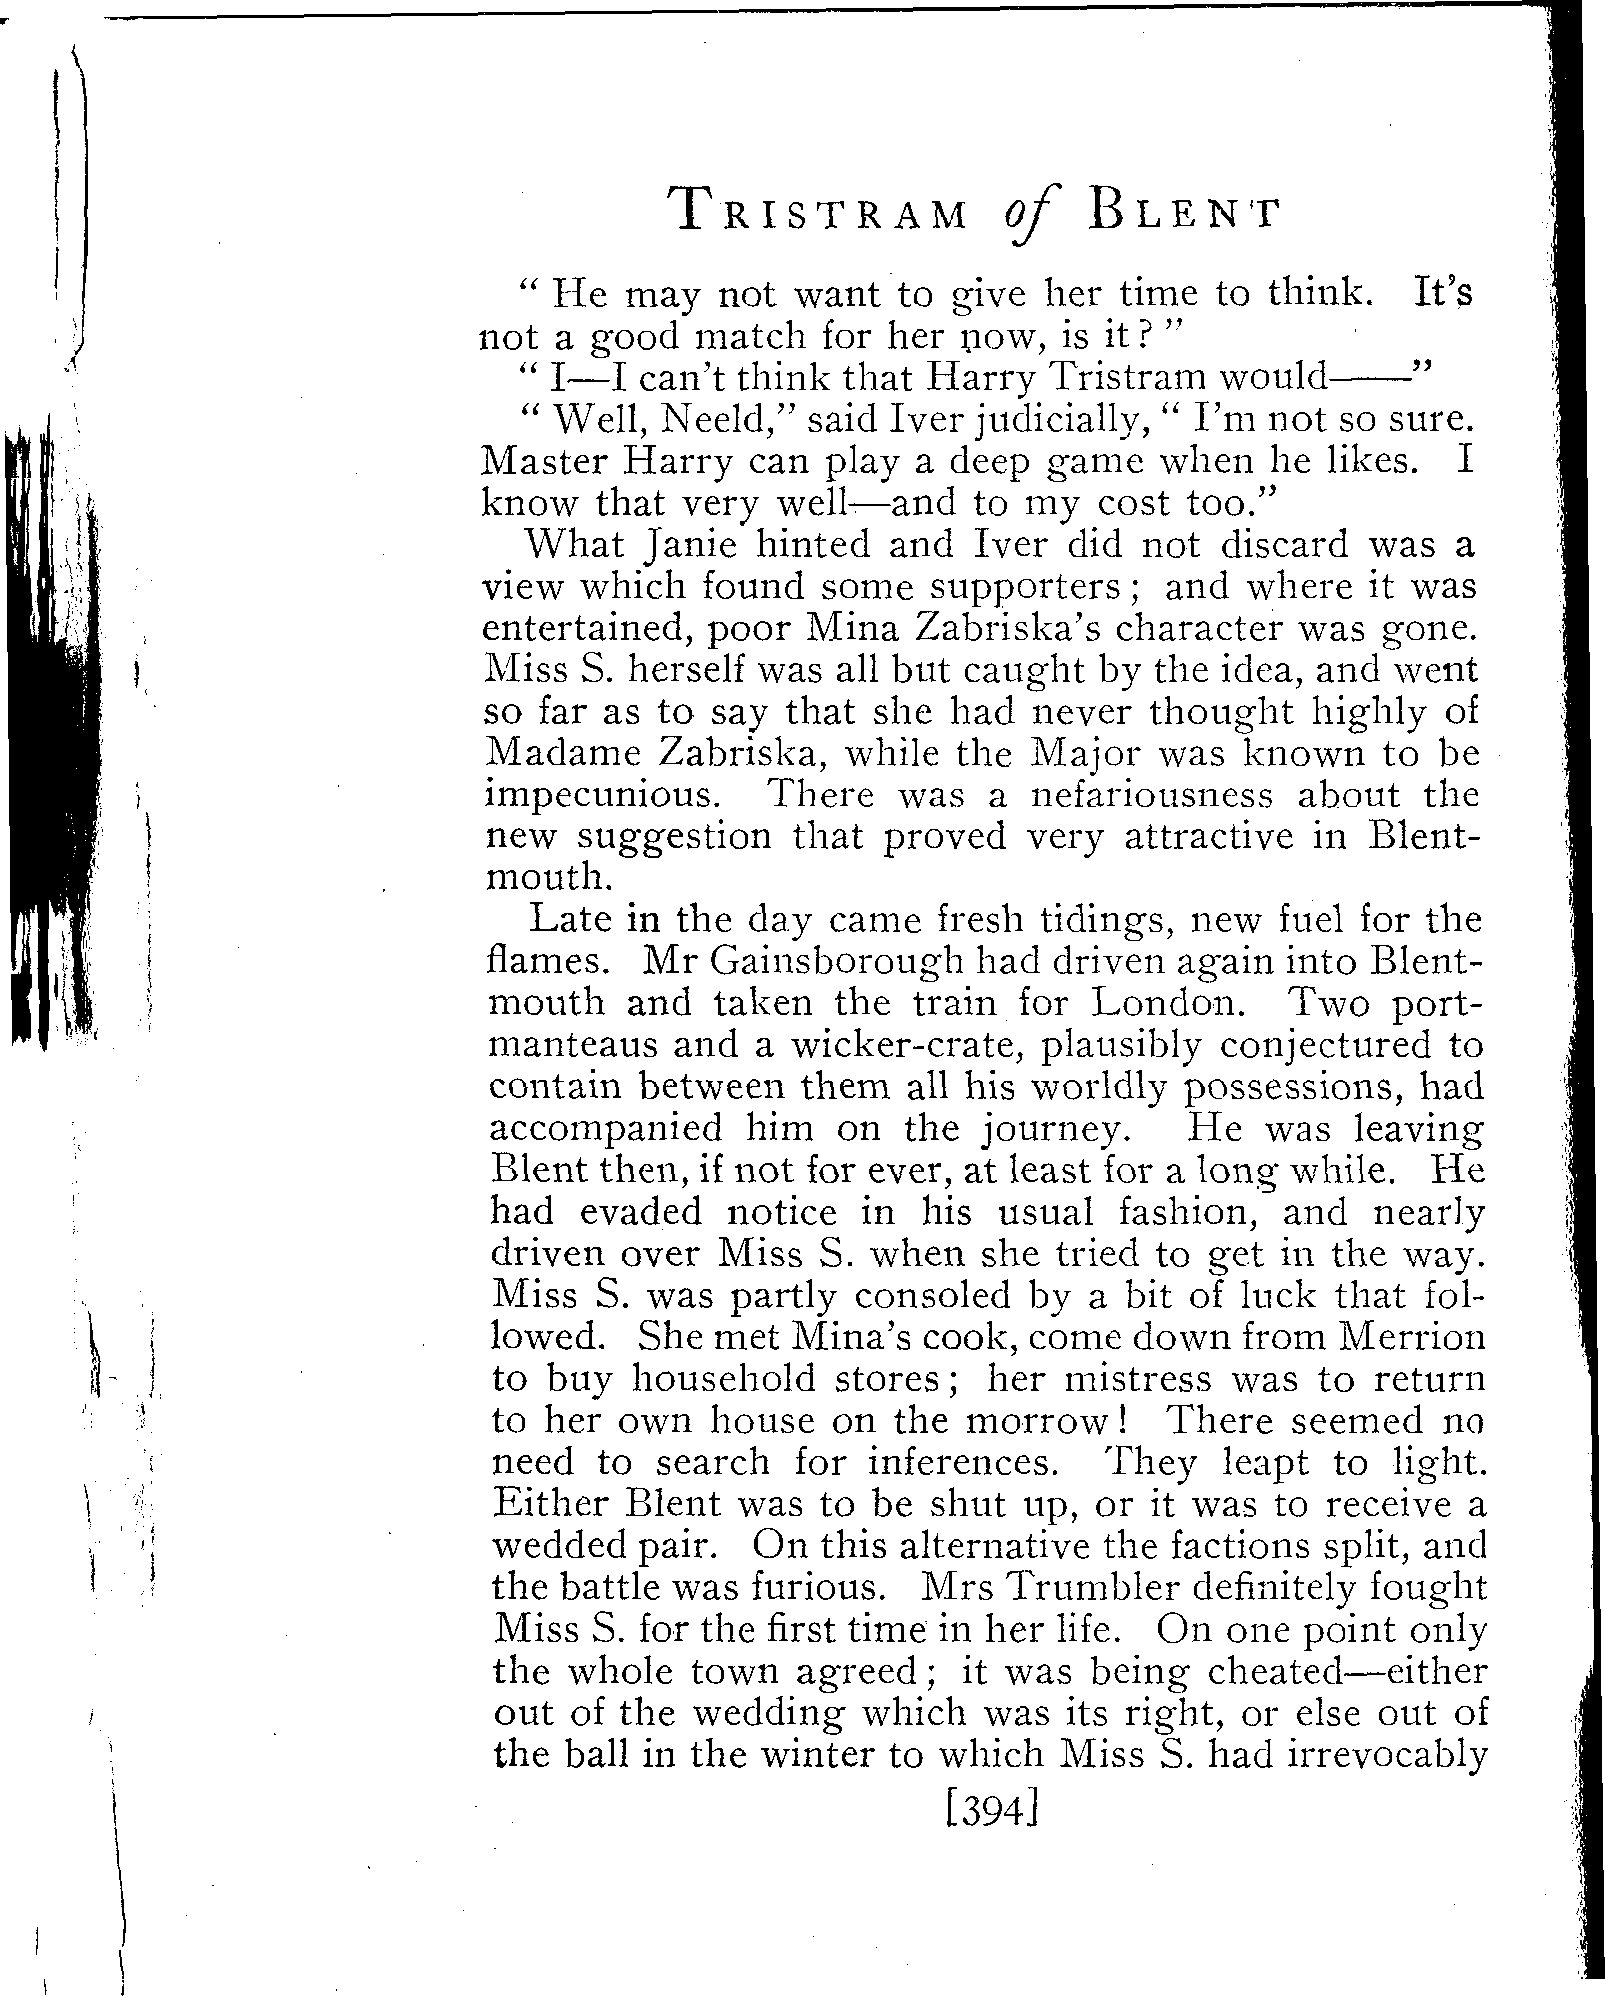 TRISTRAM of BLENT
“ He may not want to give her time to think. It's
not a good match for her now, is it? ”
“ I—I can't think that Harry Tristram would——”
“ Well, Neeld,” said Iver judicially, “ I'm not so sure.
Master Harry can play a deep game when he likes. I
know that very well—and to my cost too.”
What Janie hinted and Iver did not discard was a
view which found some supporters ; and where it was
entertained, poor Mina Zabriska's character was gone.
Miss S. herself was all but caught by the idea, and went
so far as to say that she had never thought highly of
Madame Zabriska, while the Major was known to be
impecunious. There was a nefariousness about the
new suggestion that proved very attractive in Blent-
mouth.
Late in the day came fresh tidings, new fuel for the
flames. Mr Gainsborough had driven again into Blent-
mouth and taken the train for London. Two port-
manteaus and a wicker-crate, plausibly conjectured to
contain between them all his worldly possessions, had
accompanied him on the journey. He was leaving
Blent then, if not for ever, at least for a long while. He
had evaded notice in his usual fashion, and nearly
driven over Miss S. when she tried to get in the way.
Miss S. was partly consoled by a bit of luck that fol-
lowed. She met Mina's cook, come down from Merrion
to buy household stores ; her mistress was to return
to her own house on the morrow ! There seemed no
need to search for inferences. They leapt to light.
Either Blent was to be shut up, or it was to receive a
wedded pair. On this alternative the factions split, and
the battle was furious. Mrs Trumbler definitely fought
Miss S. for the first time in her life. On one point only
the whole town agreed ; it was being cheated—either
out of the wedding which was its right, or else out of
the ball in the winter to which Miss S. had irrevocably
[394]